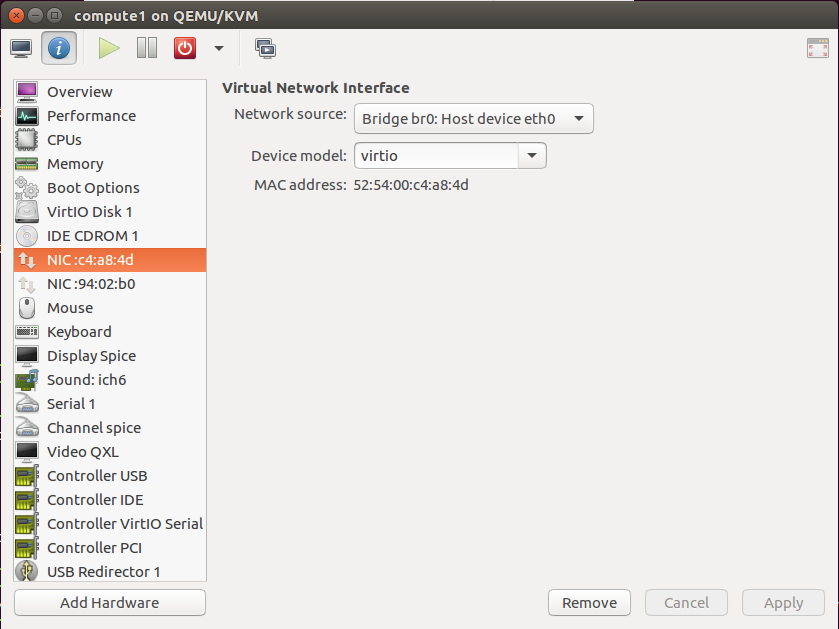 compute1 on QEMU/KVM
Overview
Performance
CPUs
Memory
Boot Options
VirtIO Disk 1
IDE CDROM 1
NIC :c4:a8:4d
NIC :94:02:b0
Mouse
Keyboard
Display Spice
Sound: ich6
Serial 1
Channel spice
Video QXL
Controller USB
Controller IDE
Controller VirtIO Serial
Controller PCI
USB Redirector 1
Add Hardware
Virtual Network Interface
Network source: Bridge br0: Host device eth0
Device model: virtio
MAC address: 52:54:00:c4:a8:4d
Remove Cancel Apply